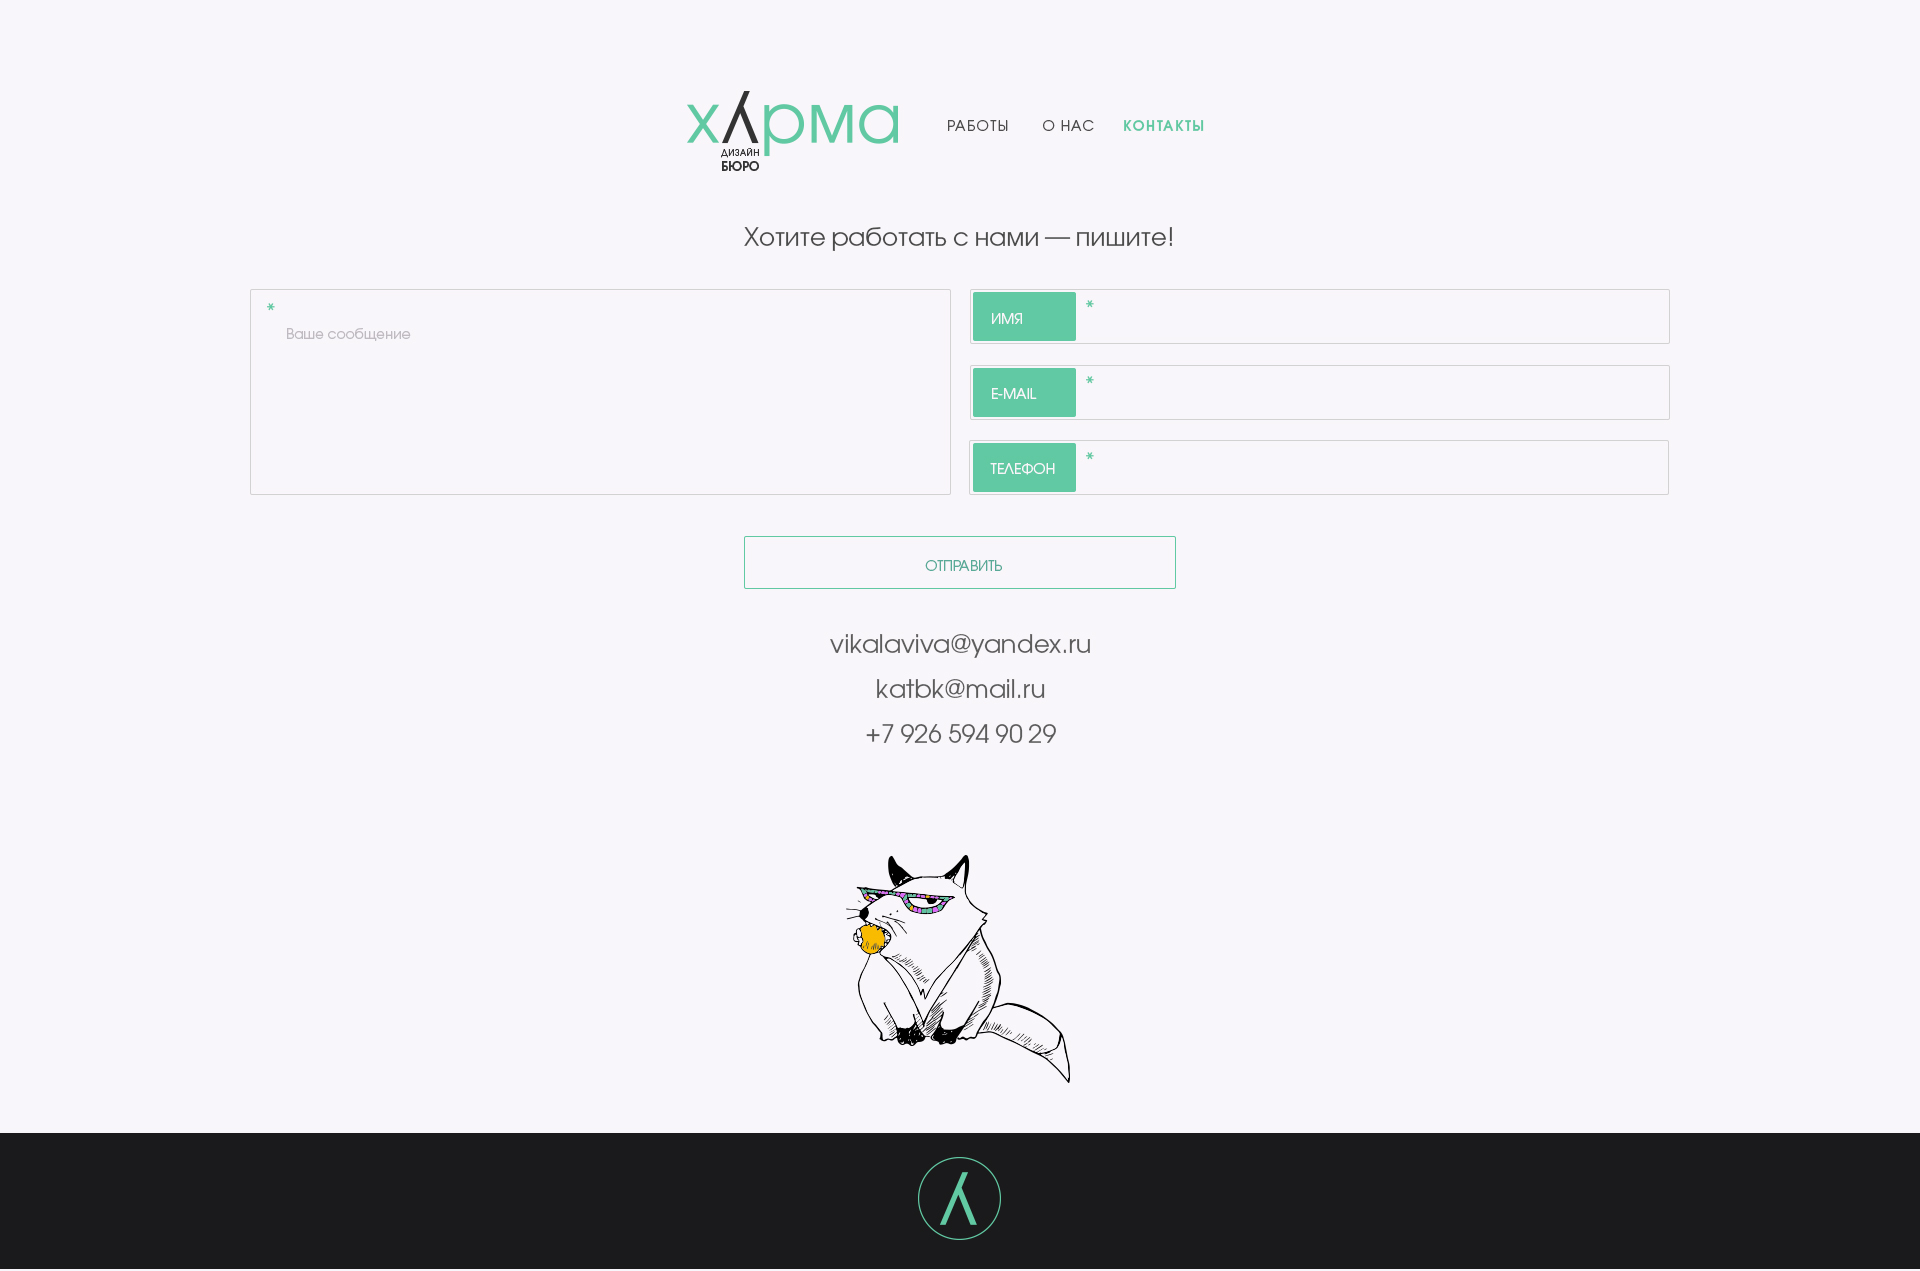 хʎрма
ДИЗАЙН
БЮРО
РАБОТЫ
О НАС
КОНТАКТЫ
Хотите работать с нами — пишите!
*
Ваше сообщение
ИМЯ *
E-MAIL *
ТЕЛЕФОН *
ОТПРАВИТЬ
vikalaviva@yandex.ru
katbk@mail.ru
+7 926 594 90 29
ʎ